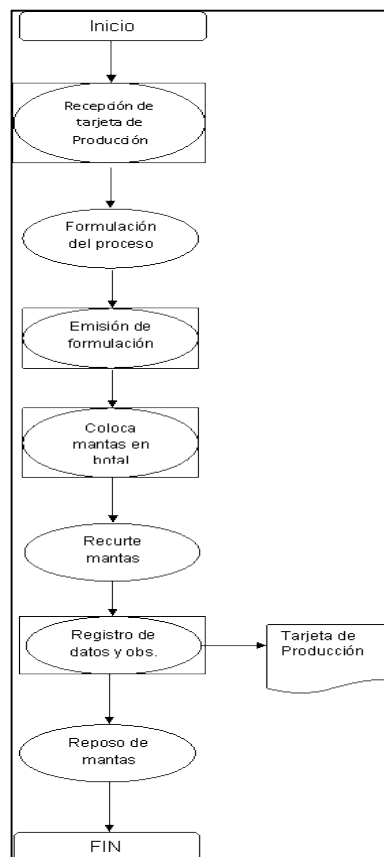 Inicio
Recepción de
tarjeta de
Producción
Formulación
del proceso
Emisión de
formulación
Coloca
mantas en
botal
Recurte
mantas
Registro de
datos y obs.
Tarjeta de
Producción
Reposo de
mantas
FIN